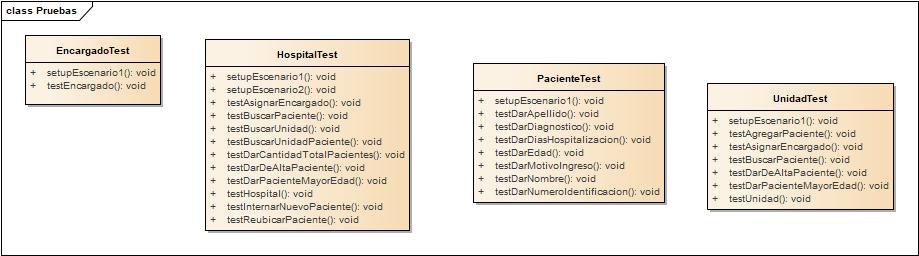 class Pruebas
EncargadoTest
+ setupEscenario1(): void
+ testEncargado(): void
HospitalTest
+ setupEscenario1(): void
+ setupEscenario2(): void
+ testAsignarEncargado(): void
+ testBuscarPaciente(): void
+ testBuscarUnidad(): void
+ testBuscarUnidadPaciente(): void
+ testDarCantidadTotalPacientes(): void
+ testDarDeAltaPaciente(): void
+ testDarPacienteMayorEdad(): void
+ testHospital(): void
+ testInternarNuevoPaciente(): void
+ testReubicarPaciente(): void
PacienteTest
+ setupEscenario1(): void
+ testDarApellido(): void
+ testDarDiagnostico(): void
+ testDarDiasHospitalizacion(): void
+ testDarEdad(): void
+ testDarMotivoIngreso(): void
+ testDarNombre(): void
+ testDarNumeroIdentificacion(): void
UnidadTest
+ setupEscenario1(): void
+ testAgregarPaciente(): void
+ testAsignarEncargado(): void
+ testBuscarPaciente(): void
+ testDarDeAltaPaciente(): void
+ testDarPacienteMayorEdad(): void
+ testUnidad(): void